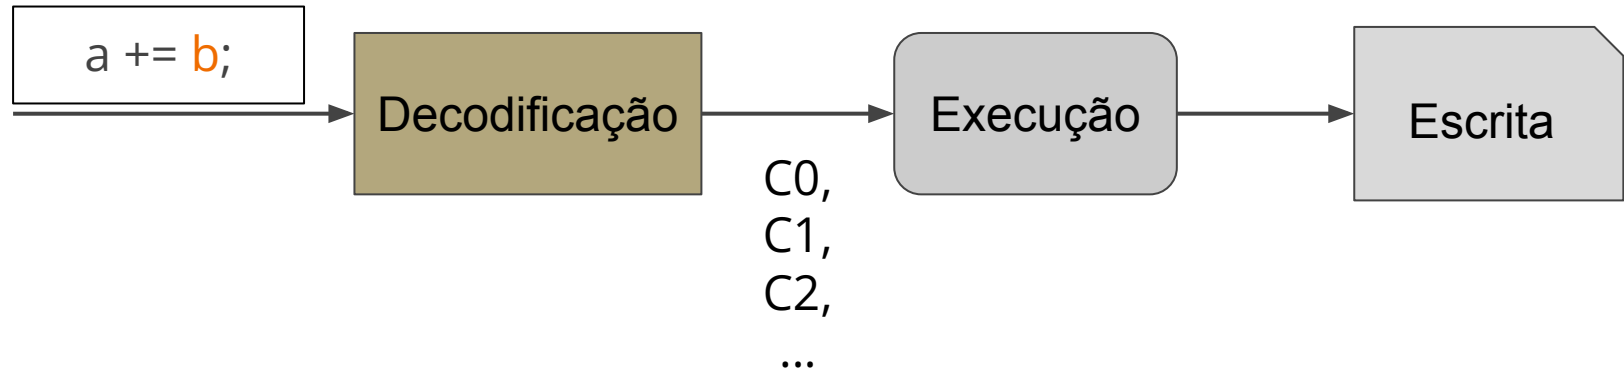 a += b;
Decodificação
Execução
Escrita
C0,
C1,
C2,
...